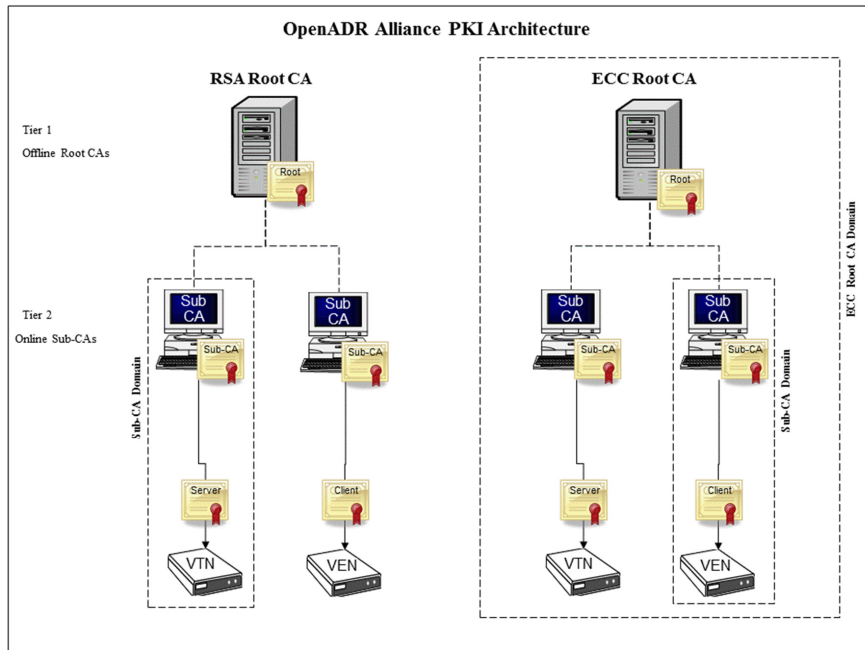 OpenADR Alliance PKI Architecture
RSA Root CA
ECC Root CA
Tier 1
Offline Root CAs
Root
Root
ECC Root CA Domain
Tier 2
Online Sub-CAs
Sub
CA
Sub
CA
Sub
CA
Sub
CA
Sub-CA
Sub-CA
Sub-CA
Sub-CA
Sub-CA Domain
Sub-CA Domain
Server
Client
Server
Client
VTN
VEN
VTN
VEN